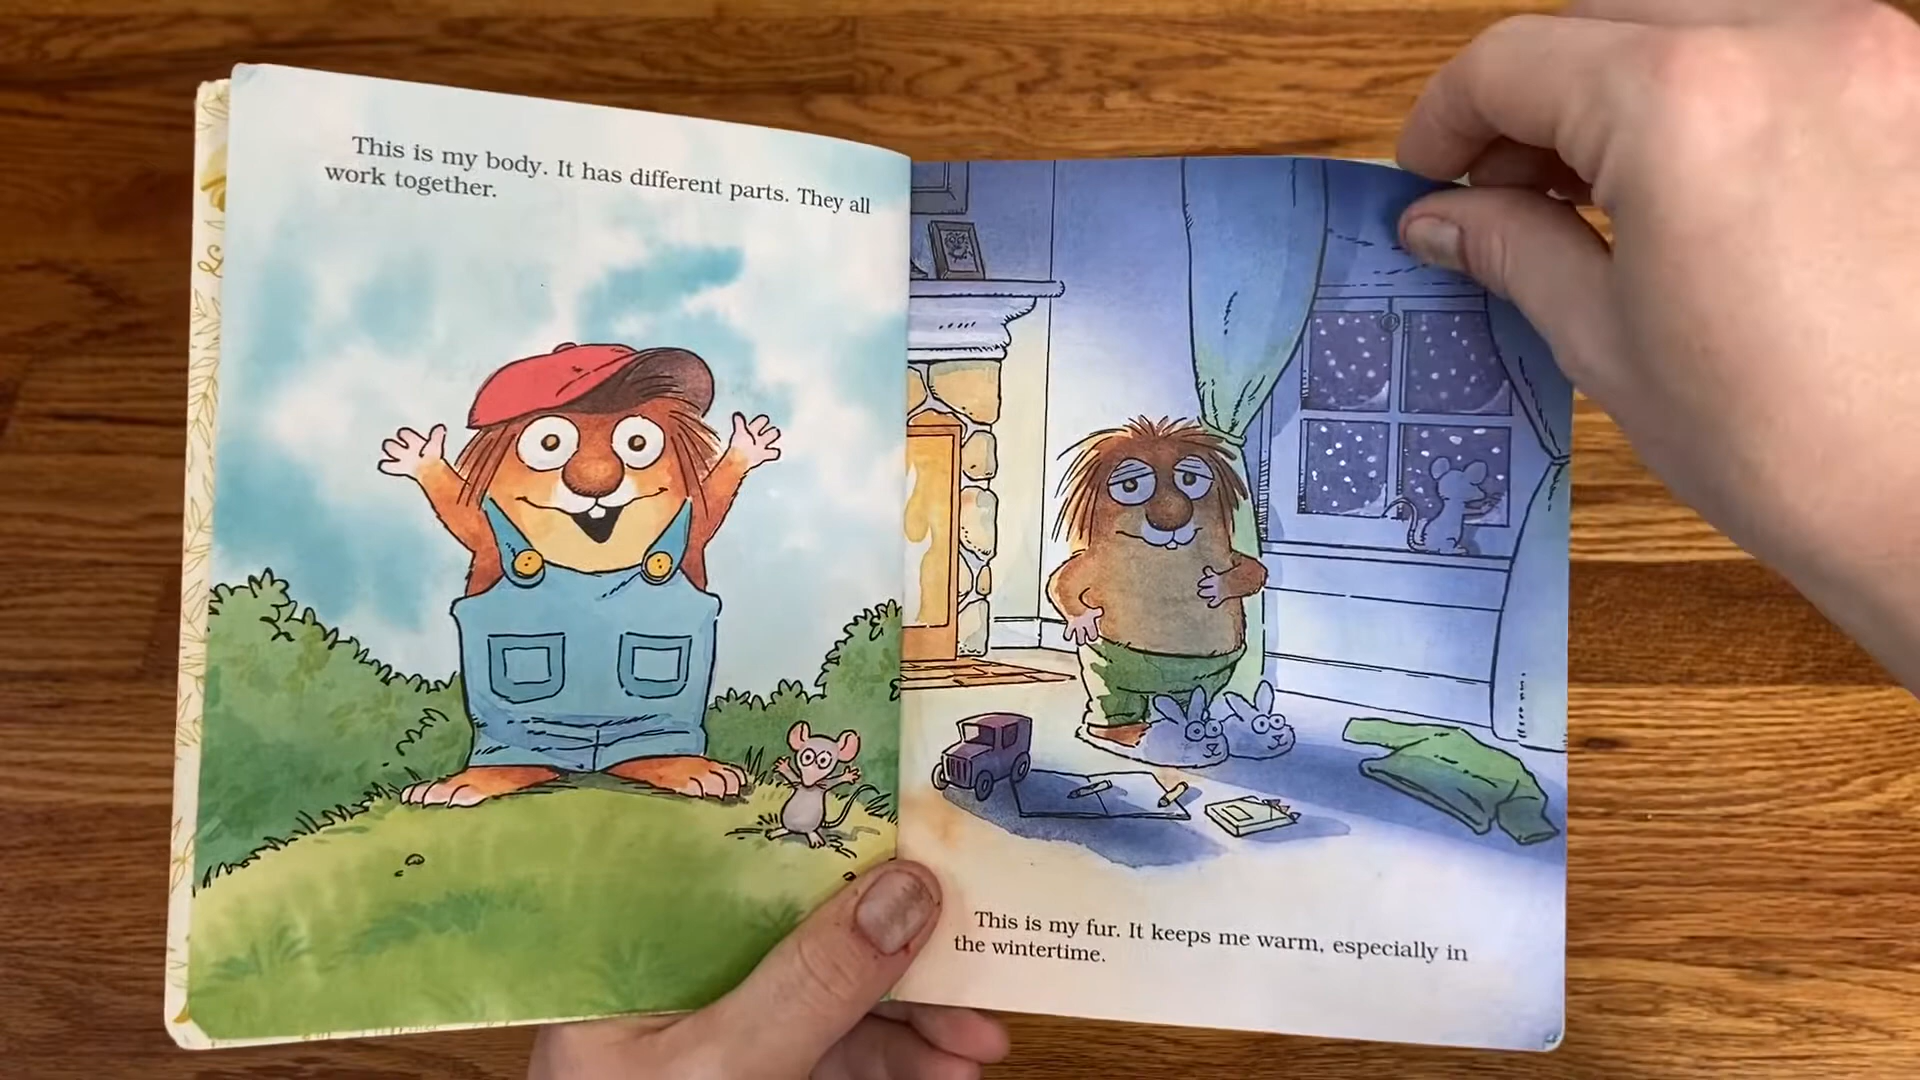 This is my body. It has different parts. They all
work together.
This is my fur. It keeps me warm, especially in
the wintertime.